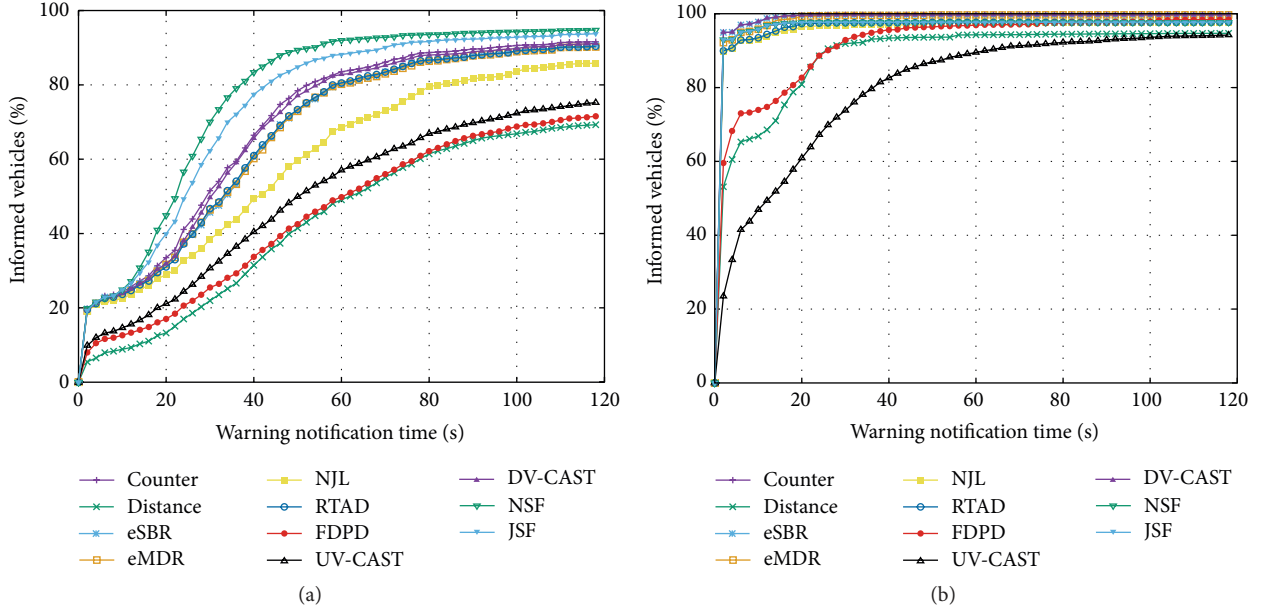 100
80
60
40
20
0
Informed vehicles (%)
0 20 40 60 80 100 120
Warning notification time (s)
Counter
Distance
eSBR
eMDR
NJL
RTAD
FDPD
UV-CAST
DV-CAST
NSF
JSF
(a)
100
80
60
40
20
0
Informed vehicles (%)
0 20 40 60 80 100 120
Warning notification time (s)
Counter
Distance
eSBR
eMDR
NJL
RTAD
FDPD
UV-CAST
DV-CAST
NSF
JSF
(b)